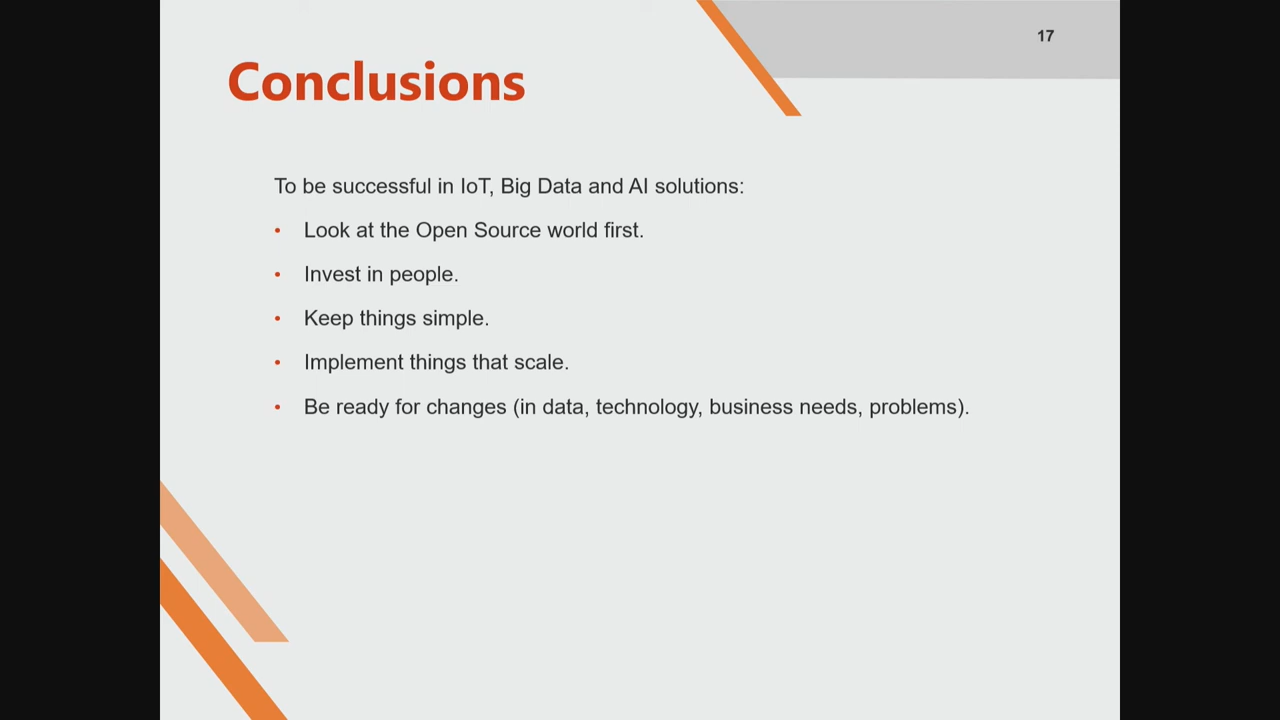 17
Conclusions
To be successful in IoT, Big Data and AI solutions:
• Look at the Open Source world first.
• Invest in people.
• Keep things simple.
• Implement things that scale.
• Be ready for changes (in data, technology, business needs, problems).